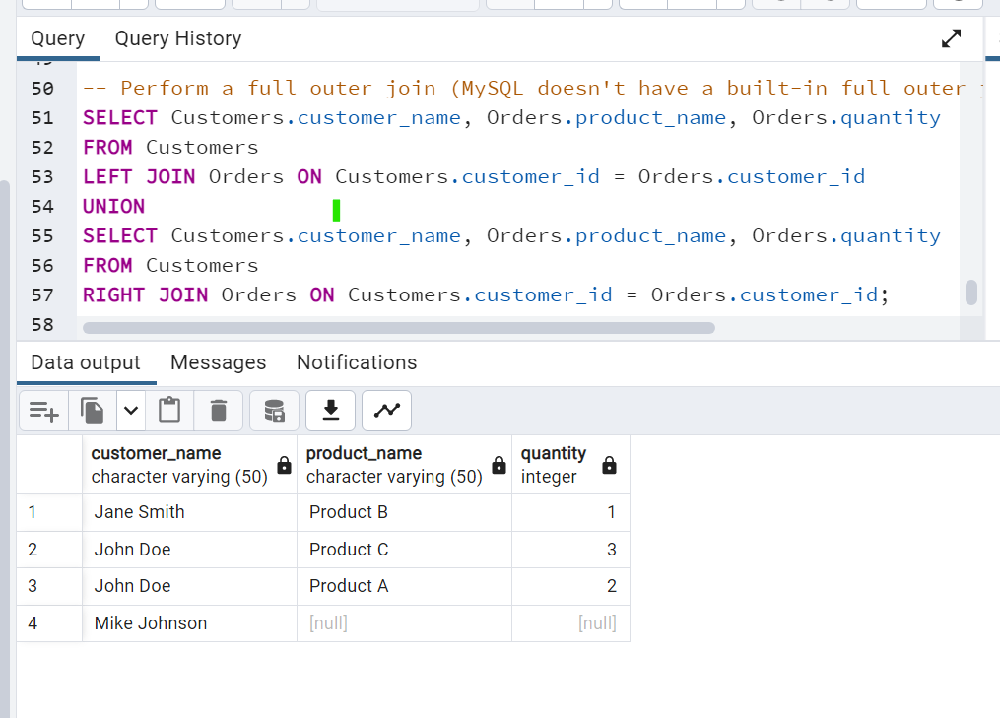 Query Query History
50 -- Perform a full outer join (MySQL doesn't have a built-in full outer
51 SELECT Customers.customer_name, Orders.product_name, Orders.quantity
52 FROM Customers
53 LEFT JOIN Orders ON Customers.customer_id = Orders.customer_id
54 UNION
55 SELECT Customers.customer_name, Orders.product_name, Orders.quantity
56 FROM Customers
57 RIGHT JOIN Orders ON Customers.customer_id = Orders.customer_id;
58
Data output Messages Notifications
customer_name product_name quantity
character varying (50) character varying (50) integer
1 Jane Smith Product B 1
2 John Doe Product C 3
3 John Doe Product A 2
4 Mike Johnson [null] [null]